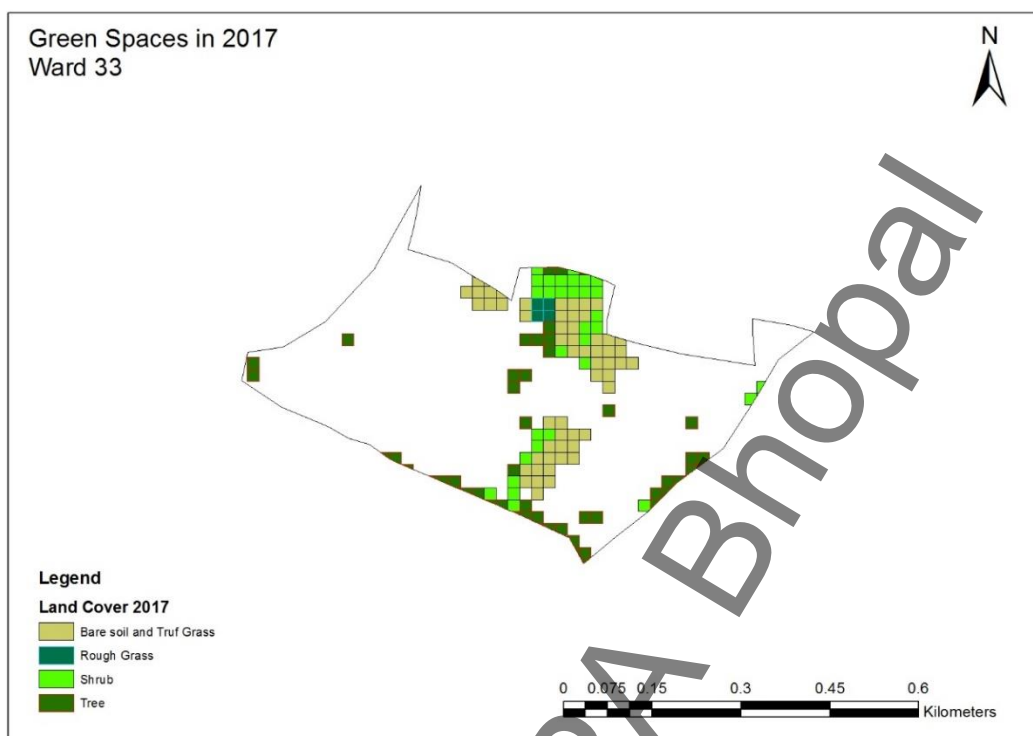 Green Spaces in 2017
Ward 33
N
Legend
Land Cover 2017
Bare soil and Truf Grass
Rough Grass
Shrub
Tree
0 0.075 0.15 0.3 0.45 0.6
Kilometers
PA Bhopal